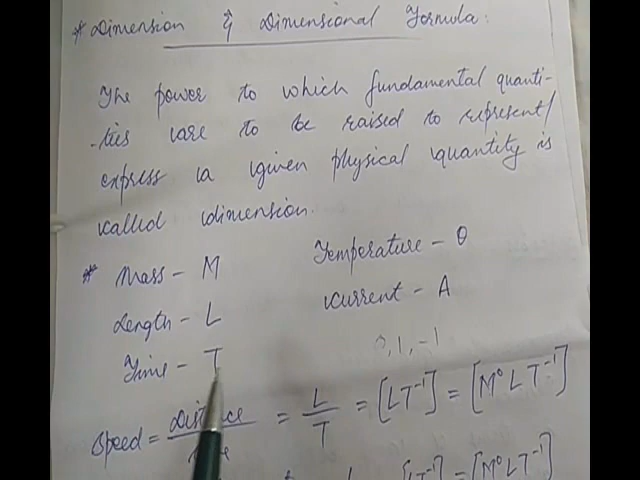 * Dimension & Dimensional Formula:
The power to which fundamental quanti-
-ties are to be raised to represent/
express a given physical quantity is
called dimension.
* Mass - M Temperature - θ
Length - L Current - A
Time - T , 1, -1
Speed = Distance = L/T = [LT⁻¹] = [M⁰LT⁻¹]
[LT⁻¹] = [M⁰LT⁻¹]